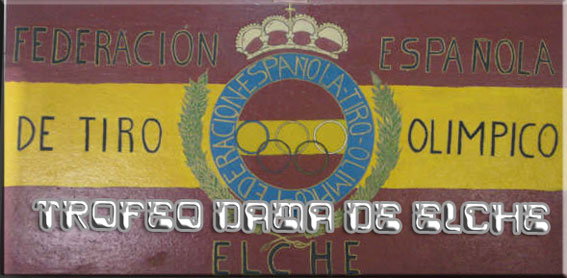 FEDERACIÓN ESPAÑOLA
DE TIRO OLIMPICO
FEDERACION·ESPAÑOLA·TIRO·OLIMPICO
TROFEO DAMA DE ELCHE
ELCHE